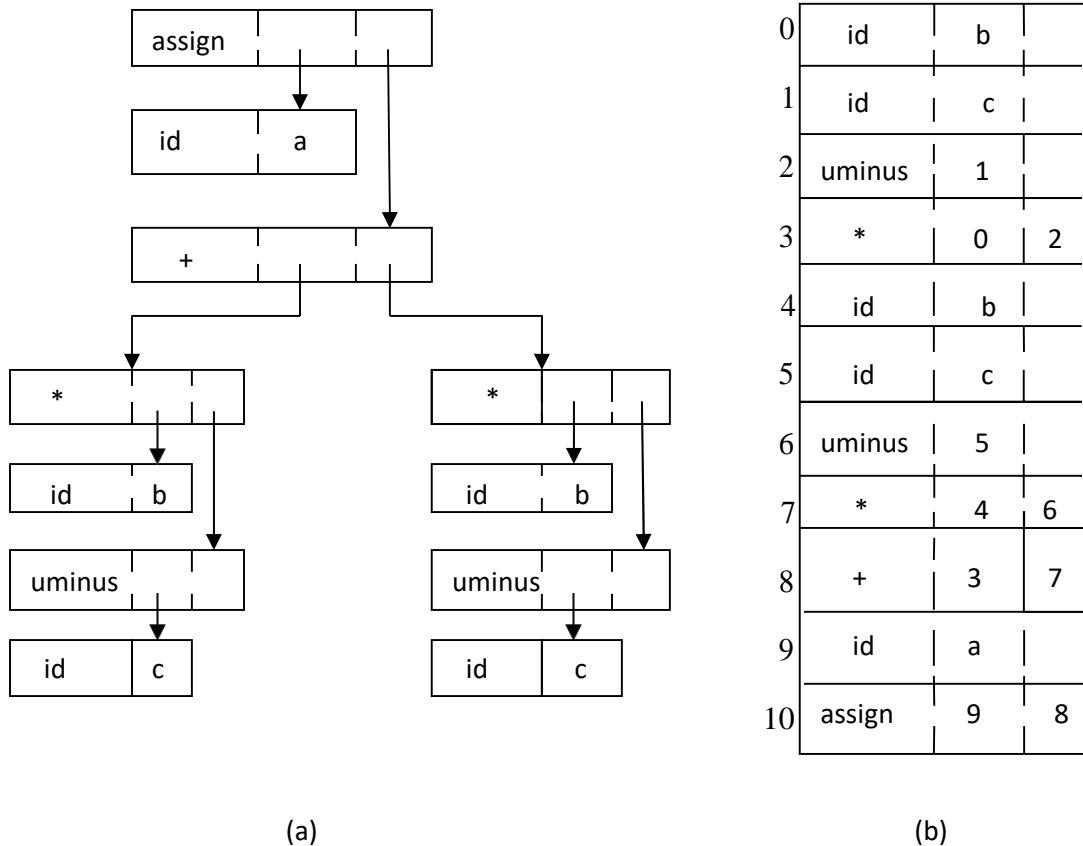 assign
id a
+
* *
id b id b
uminus uminus
id c id c
(a)
0 id b
1 id c
2 uminus 1
3 * 0 2
4 id b
5 id c
6 uminus 5
7 * 4 6
8 + 3 7
9 id a
10 assign 9 8
(b)